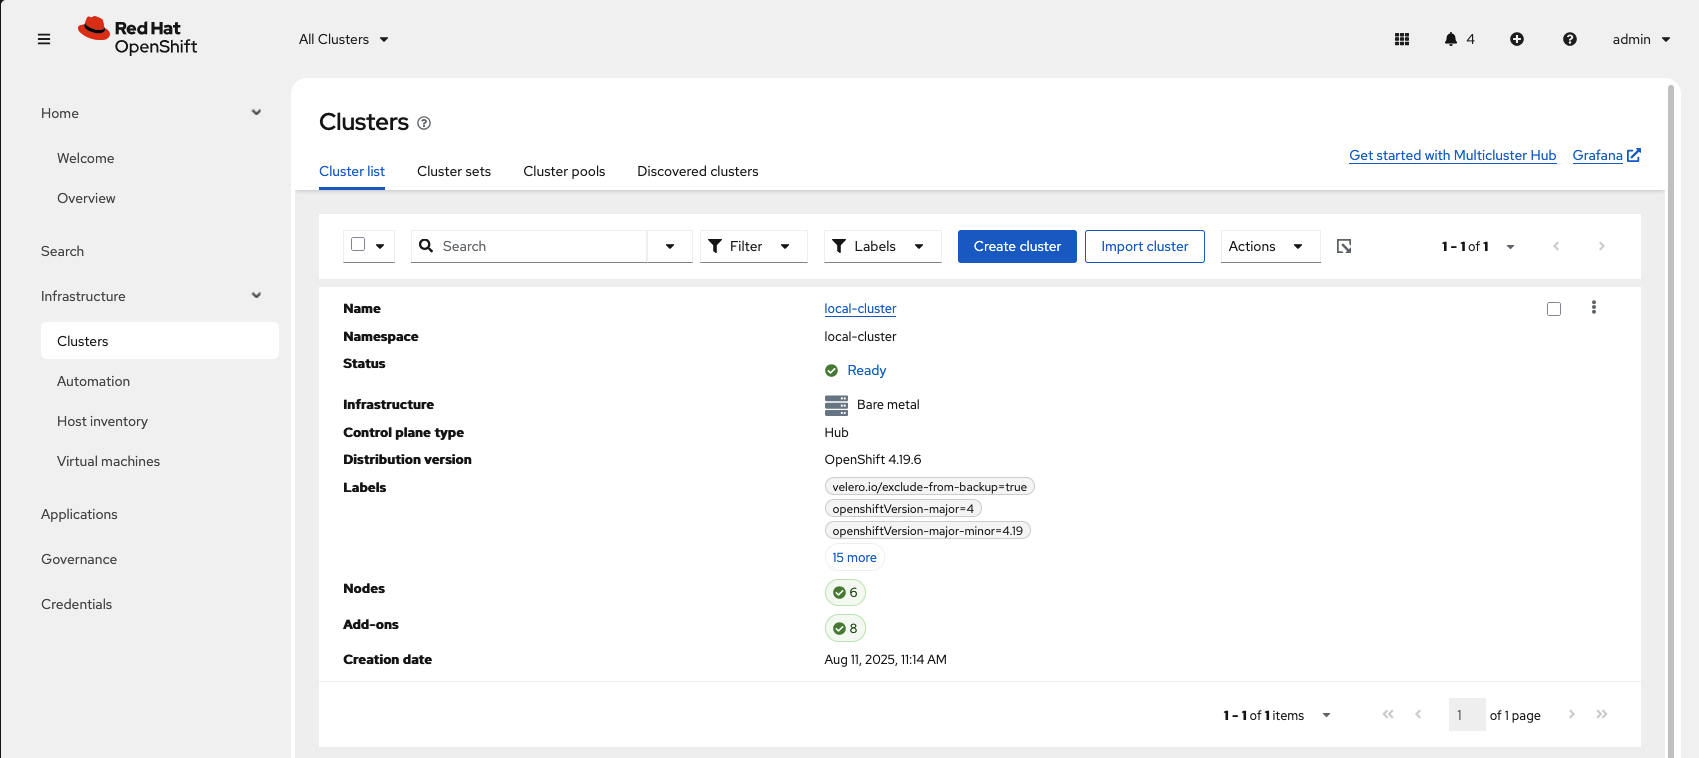 Red Hat
OpenShift
All Clusters
4
admin
Home
Welcome
Overview
Search
Infrastructure
Clusters
Automation
Host inventory
Virtual machines
Applications
Governance
Credentials
Clusters
Get started with Multicluster Hub Grafana
Cluster list Cluster sets Cluster pools Discovered clusters
Search Filter Labels Create cluster Import cluster Actions 1 - 1 of 1
Name local-cluster
Namespace local-cluster
Status Ready
Infrastructure Bare metal
Control plane type Hub
Distribution version OpenShift 4.19.6
Labels velero.io/exclude-from-backup=true
openshiftVersion-major=4
openshiftVersion-major-minor=4.19
15 more
Nodes 6
Add-ons 8
Creation date Aug 11, 2025, 11:14 AM
1 - 1 of 1 items 1 of 1 page